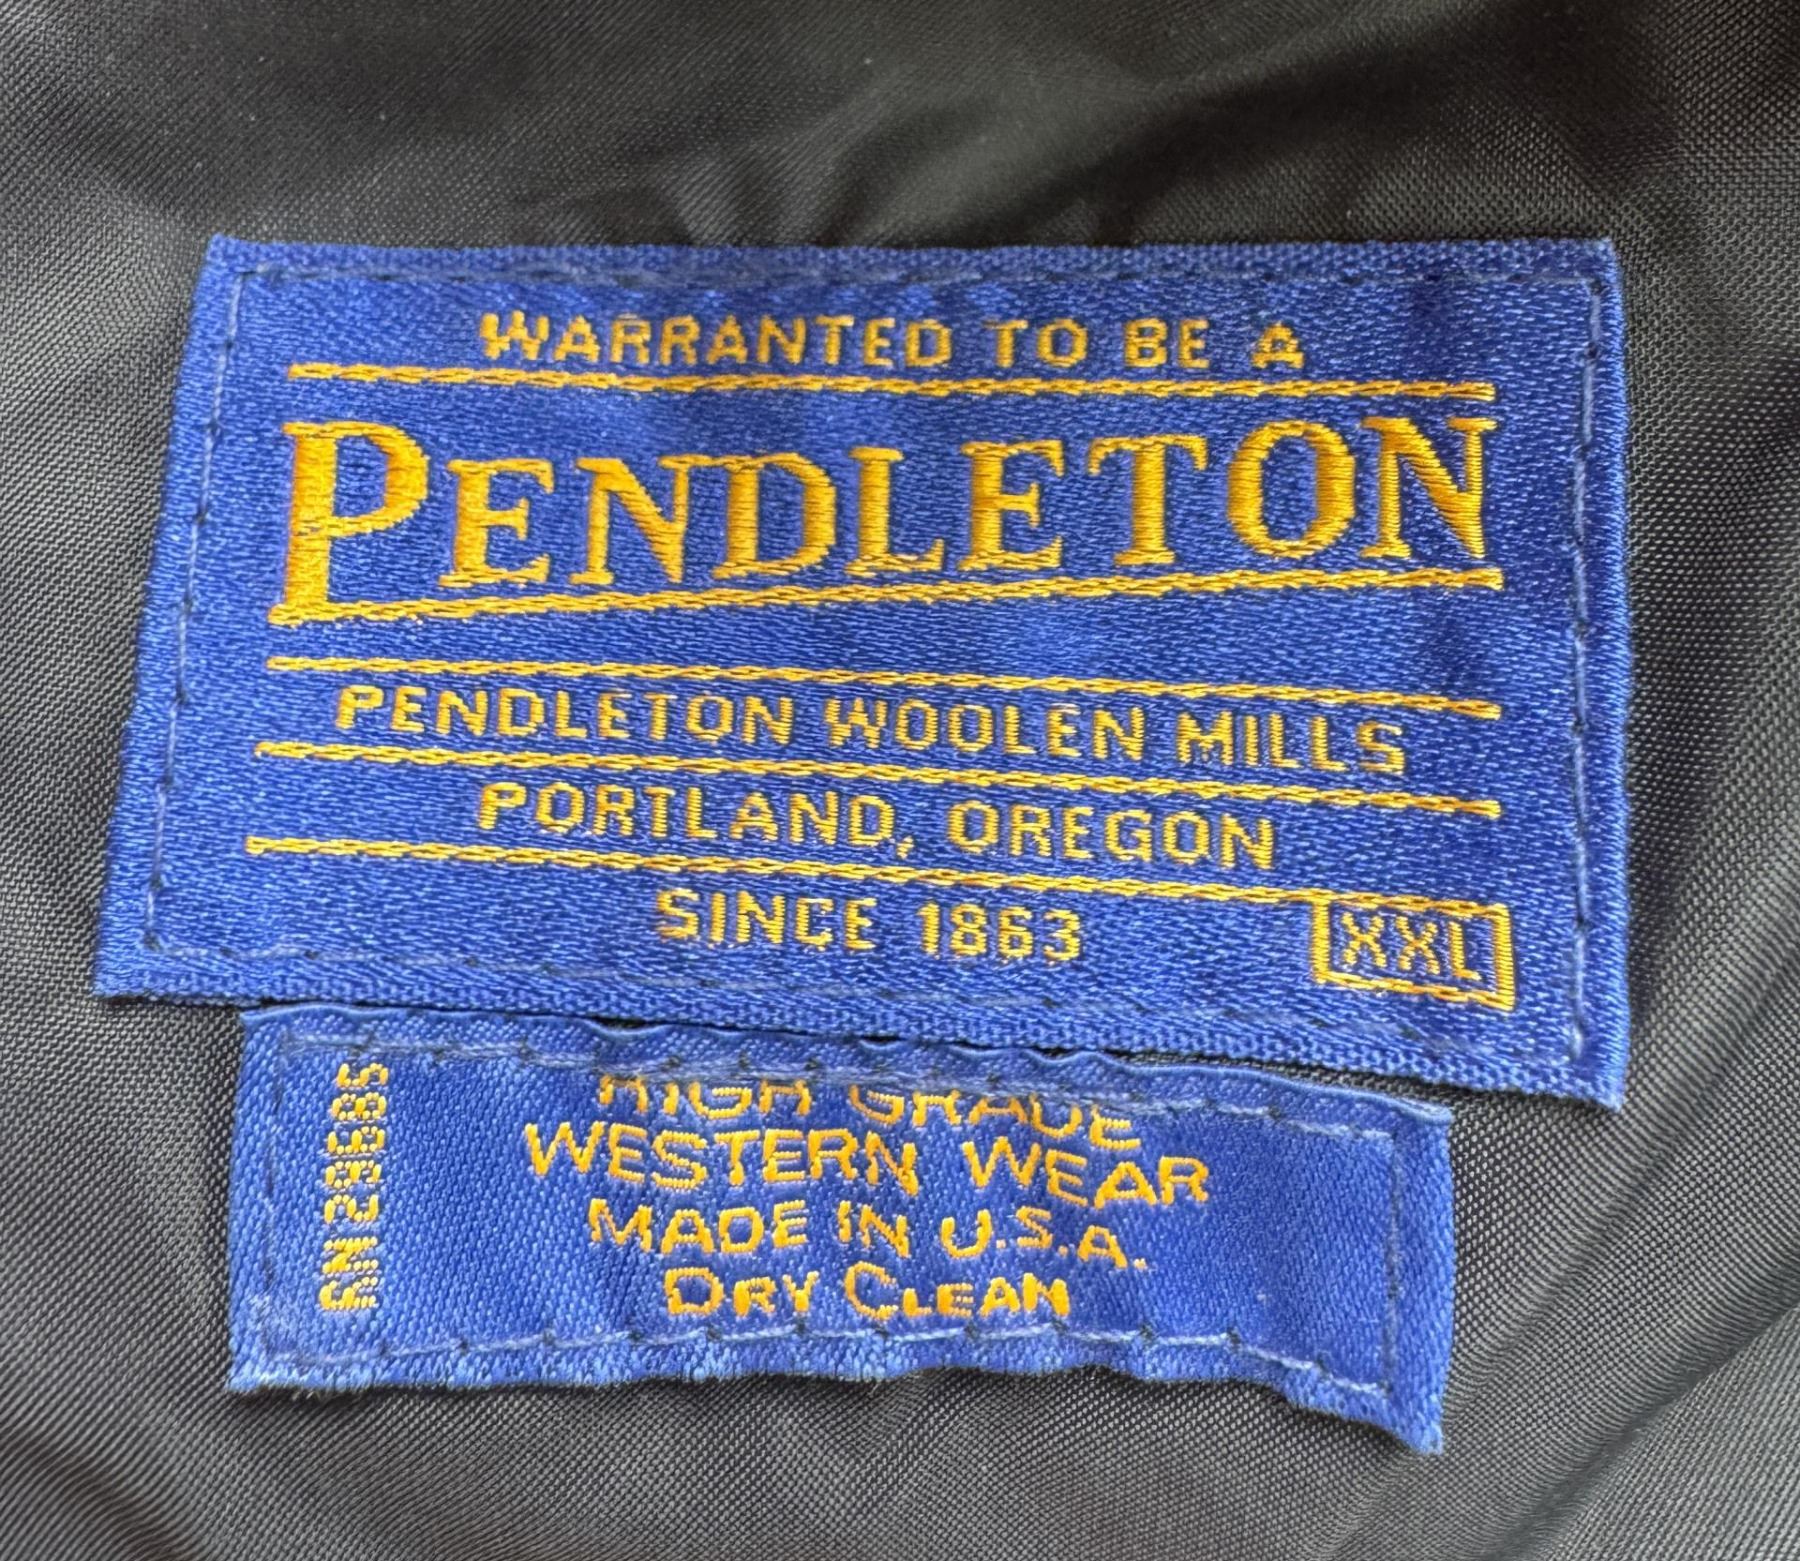 WARRANTED TO BE A
PENDLETON
PENDLETON WOOLEN MILLS
PORTLAND, OREGON
SINCE 1863
XXL
RN 29685
HIGH GRADE
WESTERN WEAR
MADE IN U.S.A.
DRY CLEAN